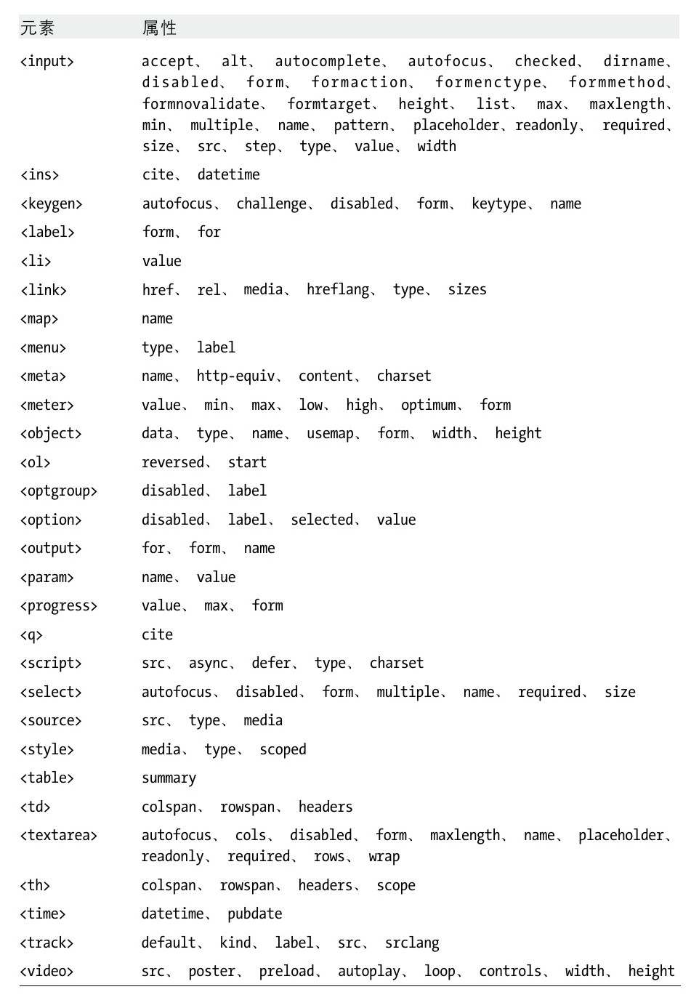 元素 属性
<input> accept、 alt、 autocomplete、 autofocus、 checked、 dirname、
disabled、 form、 formaction、 formenctype、 formmethod、
formnovalidate、 formtarget、 height、 list、 max、 maxlength、
min、 multiple、 name、 pattern、 placeholder、readonly、 required、
size、 src、 step、 type、 value、 width
<ins> cite、 datetime
<keygen> autofocus、 challenge、 disabled、 form、 keytype、 name
<label> form、 for
<li> value
<link> href、 rel、 media、 hreflang、 type、 sizes
<map> name
<menu> type、 label
<meta> name、 http-equiv、 content、 charset
<meter> value、 min、 max、 low、 high、 optimum、 form
<object> data、 type、 name、 usemap、 form、 width、 height
<ol> reversed、 start
<optgroup> disabled、 label
<option> disabled、 label、 selected、 value
<output> for、 form、 name
<param> name、 value
<progress> value、 max、 form
<q> cite
<script> src、 async、 defer、 type、 charset
<select> autofocus、 disabled、 form、 multiple、 name、 required、 size
<source> src、 type、 media
<style> media、 type、 scoped
<table> summary
<td> colspan、 rowspan、 headers
<textarea> autofocus、 cols、 disabled、 form、 maxlength、 name、 placeholder、
readonly、 required、 rows、 wrap
<th> colspan、 rowspan、 headers、 scope
<time> datetime、 pubdate
<track> default、 kind、 label、 src、 srclang
<video> src、 poster、 preload、 autoplay、 loop、 controls、 width、 height